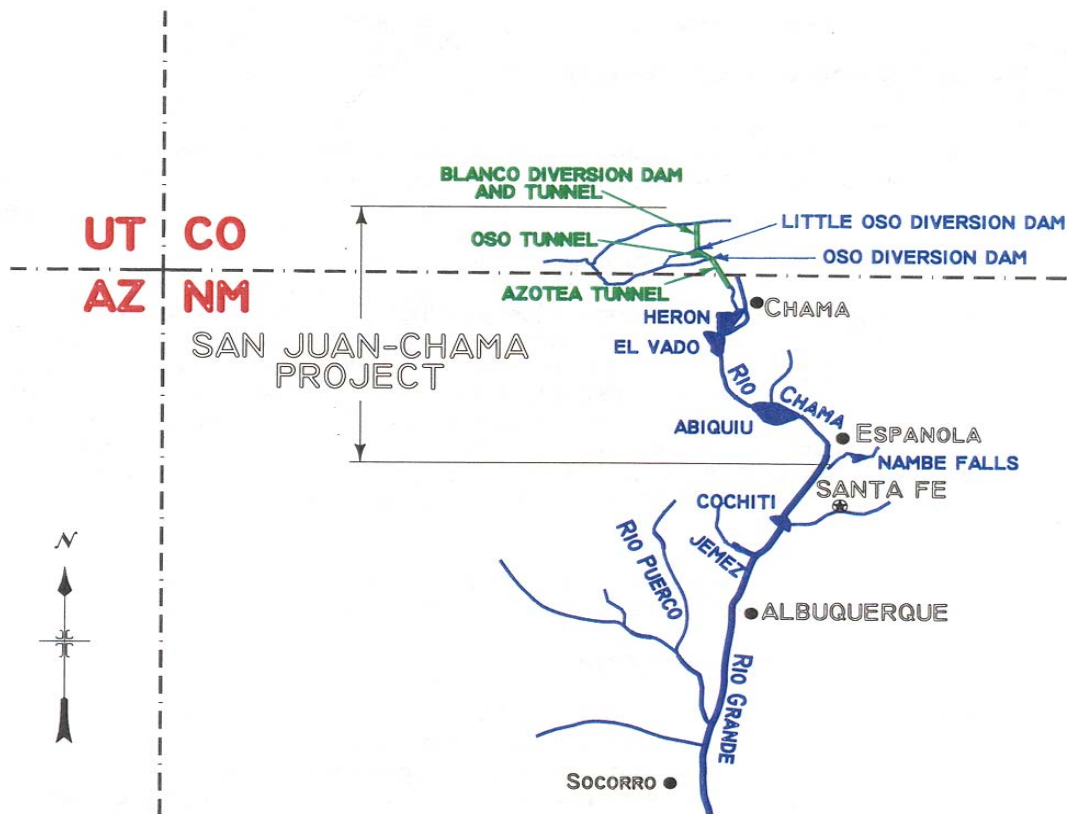 BLANCO DIVERSION DAM
AND TUNNEL
LITTLE OSO DIVERSION DAM
UT CO
OSO TUNNEL
OSO DIVERSION DAM
AZ NM
AZOTEA TUNNEL
CHAMA
HERON
SAN JUAN-CHAMA
PROJECT
EL VADO
RIO CHAMA
ABIQUIU
ESPANOLA
NAMBE FALLS
SANTA FE
COCHITI
N
JEMEZ
RIO PUERCO
ALBUQUERQUE
RIO GRANDE
SOCORRO